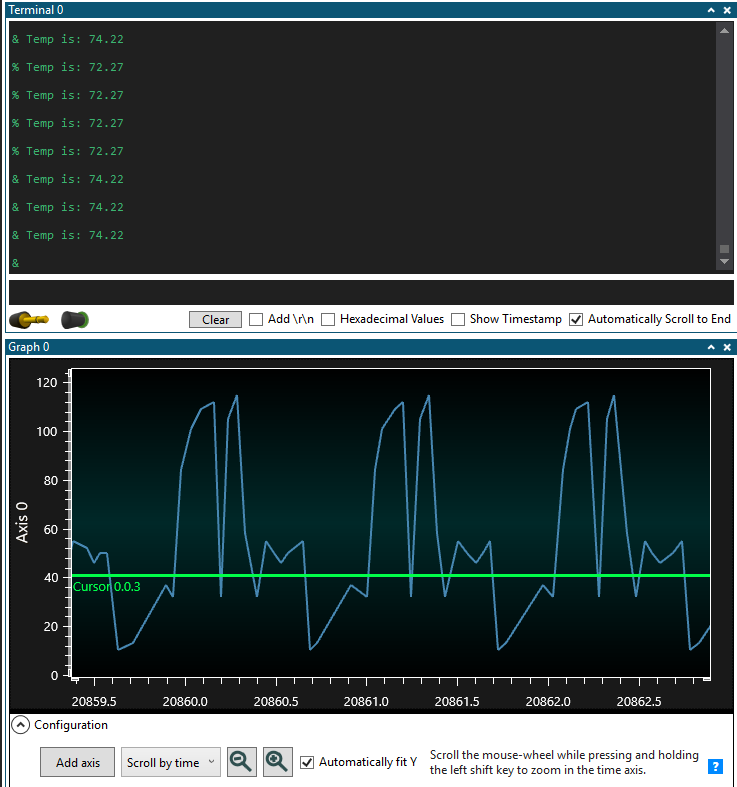 Terminal 0
& Temp is: 74.22
% Temp is: 72.27
% Temp is: 72.27
% Temp is: 72.27
% Temp is: 72.27
& Temp is: 74.22
& Temp is: 74.22
& Temp is: 74.22
&
Clear Add \r\n Hexadecimal Values Show Timestamp Automatically Scroll to End
Graph 0
120
100
80
60
40
20
0
Axis 0
Cursor 0.0.3
20859.5 20860.0 20860.5 20861.0 20861.5 20862.0 20862.5
Configuration
Add axis Scroll by time Automatically fit Y
Scroll the mouse-wheel while pressing and holding
the left shift key to zoom in the time axis.
?